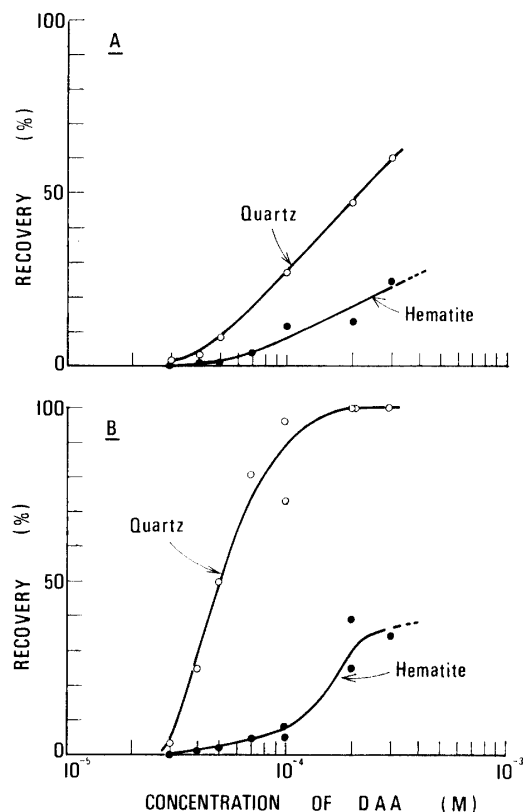 100
A
RECOVERY (%)
50
Quartz
Hematite
0
100
B
RECOVERY (%)
Quartz
50
Hematite
0
10⁻⁵
10⁻⁴
10⁻³
CONCENTRATION OF DAA (M)